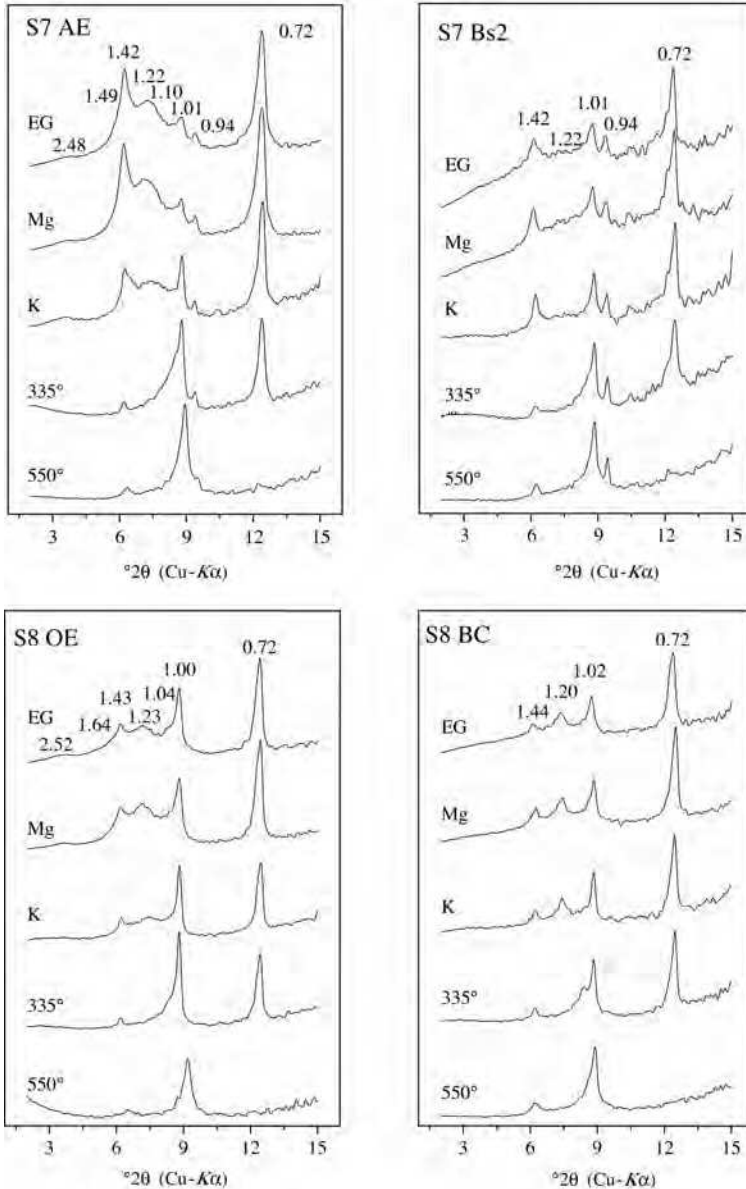 S7 AE
0.72
1.42
1.22
1.49
1.10
1.01
0.94
EG
2.48
Mg
K
335°
550°
3 6 9 12 15
°2θ (Cu-Kα)
S7 Bs2
0.72
1.42
1.01
1.22
0.94
EG
Mg
K
335°
550°
3 6 9 12 15
°2θ (Cu-Kα)
S8 OE
0.72
1.00
1.43
1.04
1.64
1.23
EG
2.52
Mg
K
335°
550°
3 6 9 12 15
°2θ (Cu-Kα)
S8 BC
0.72
1.02
1.20
1.44
EG
Mg
K
335°
550°
3 6 9 12 15
°2θ (Cu-Kα)